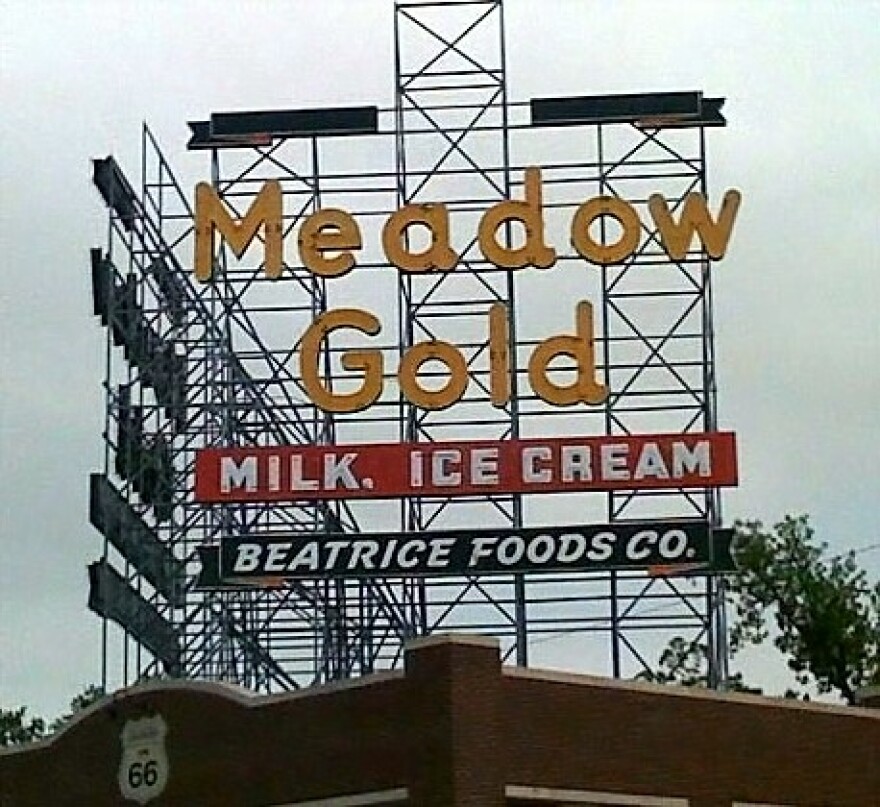 Meadow
Gold
MILK. ICE CREAM
BEATRICE FOODS CO.
66